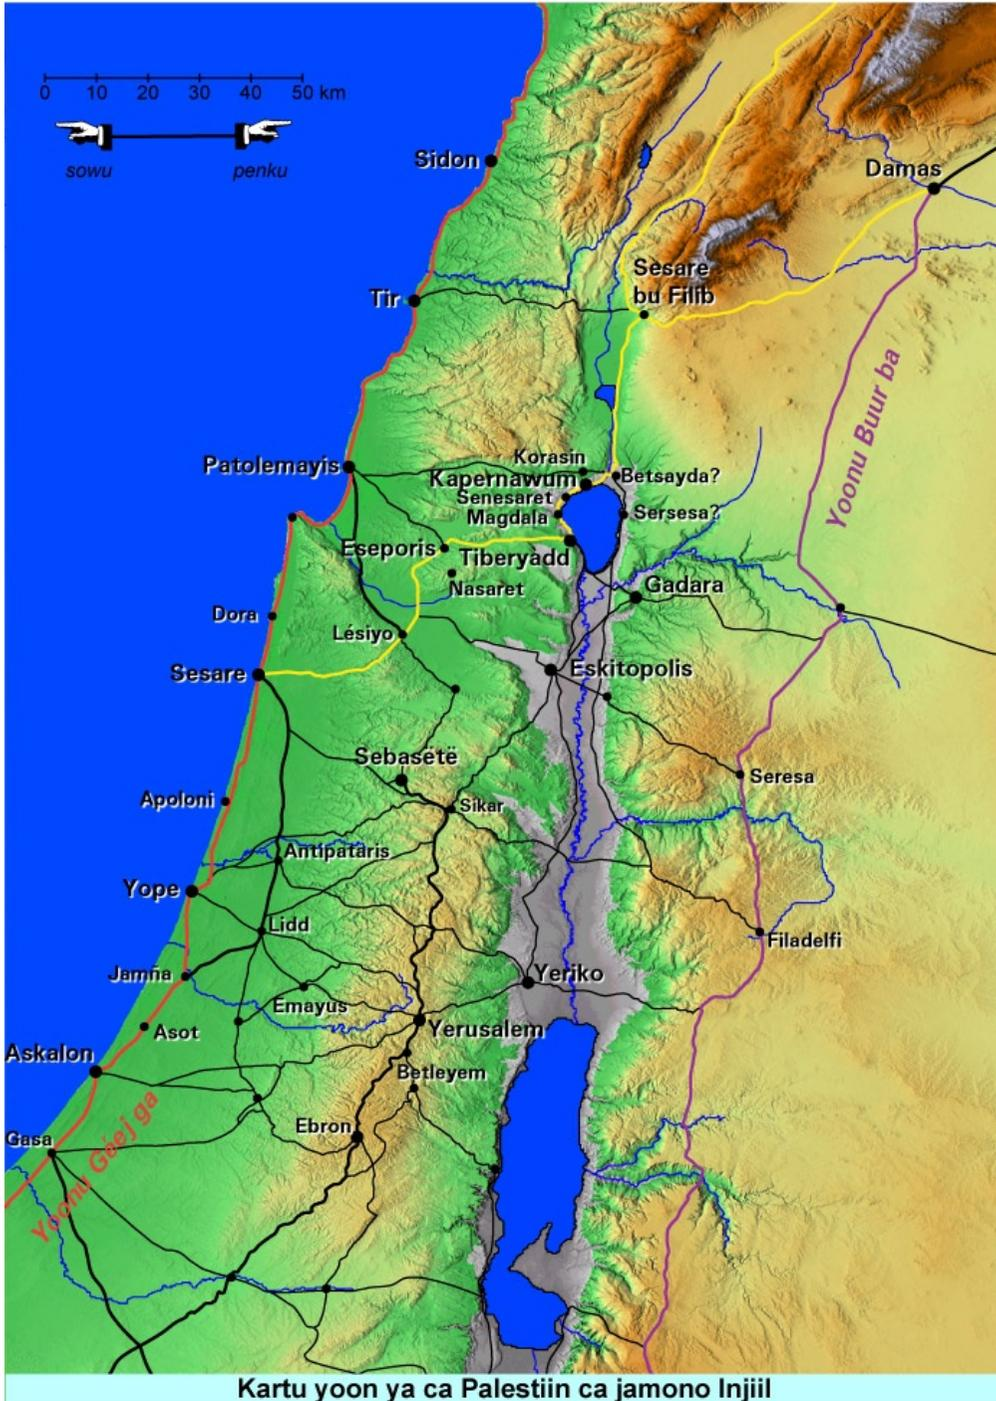 0 10 20 30 40 50 km
sowu penku
Sidon
Damas
Sesare
bu Filib
Tir
Yoonu Buur ba
Korasin
Patolemayis
Kapernawum
Betsayda?
Senesaret
Magdala
Sersesa?
Eseporis
Tiberyàdd
Nasaret
Gadara
Dora
Lésiyo
Sesare
Eskitopolis
Sebasëtë
Seresa
Apoloni
Sikar
Antipataris
Yope
Lidd
Filadelfi
Jamña
Yeriko
Emayus
Asot
Yerusalem
Askalon
Betleyem
Ebron
Gasa
Yoonu Géej ga
Kartu yoon ya ca Palestiin ca jamono Injiil